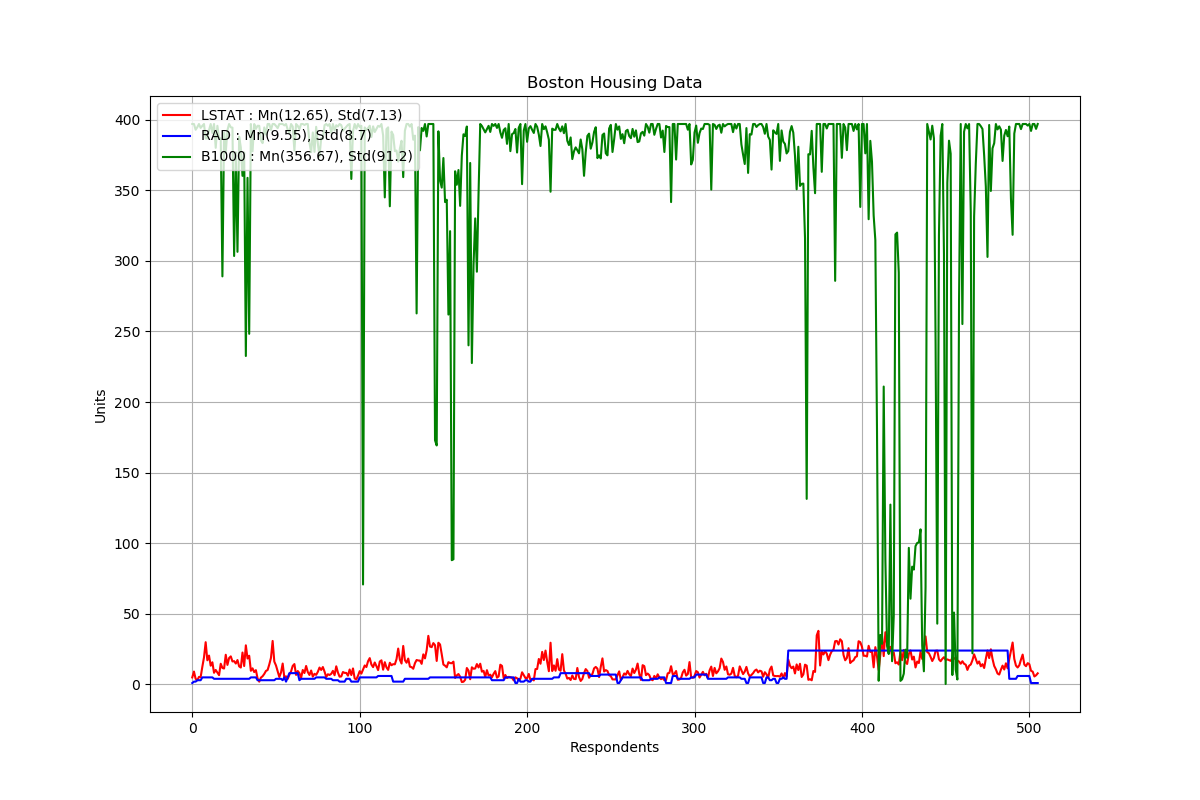 Boston Housing Data
LSTAT : Mn(12.65), Std(7.13)
RAD : Mn(9.55), Std(8.7)
B1000 : Mn(356.67), Std(91.2)
400
350
300
250
200
150
100
50
0
Units
0 100 200 300 400 500
Respondents